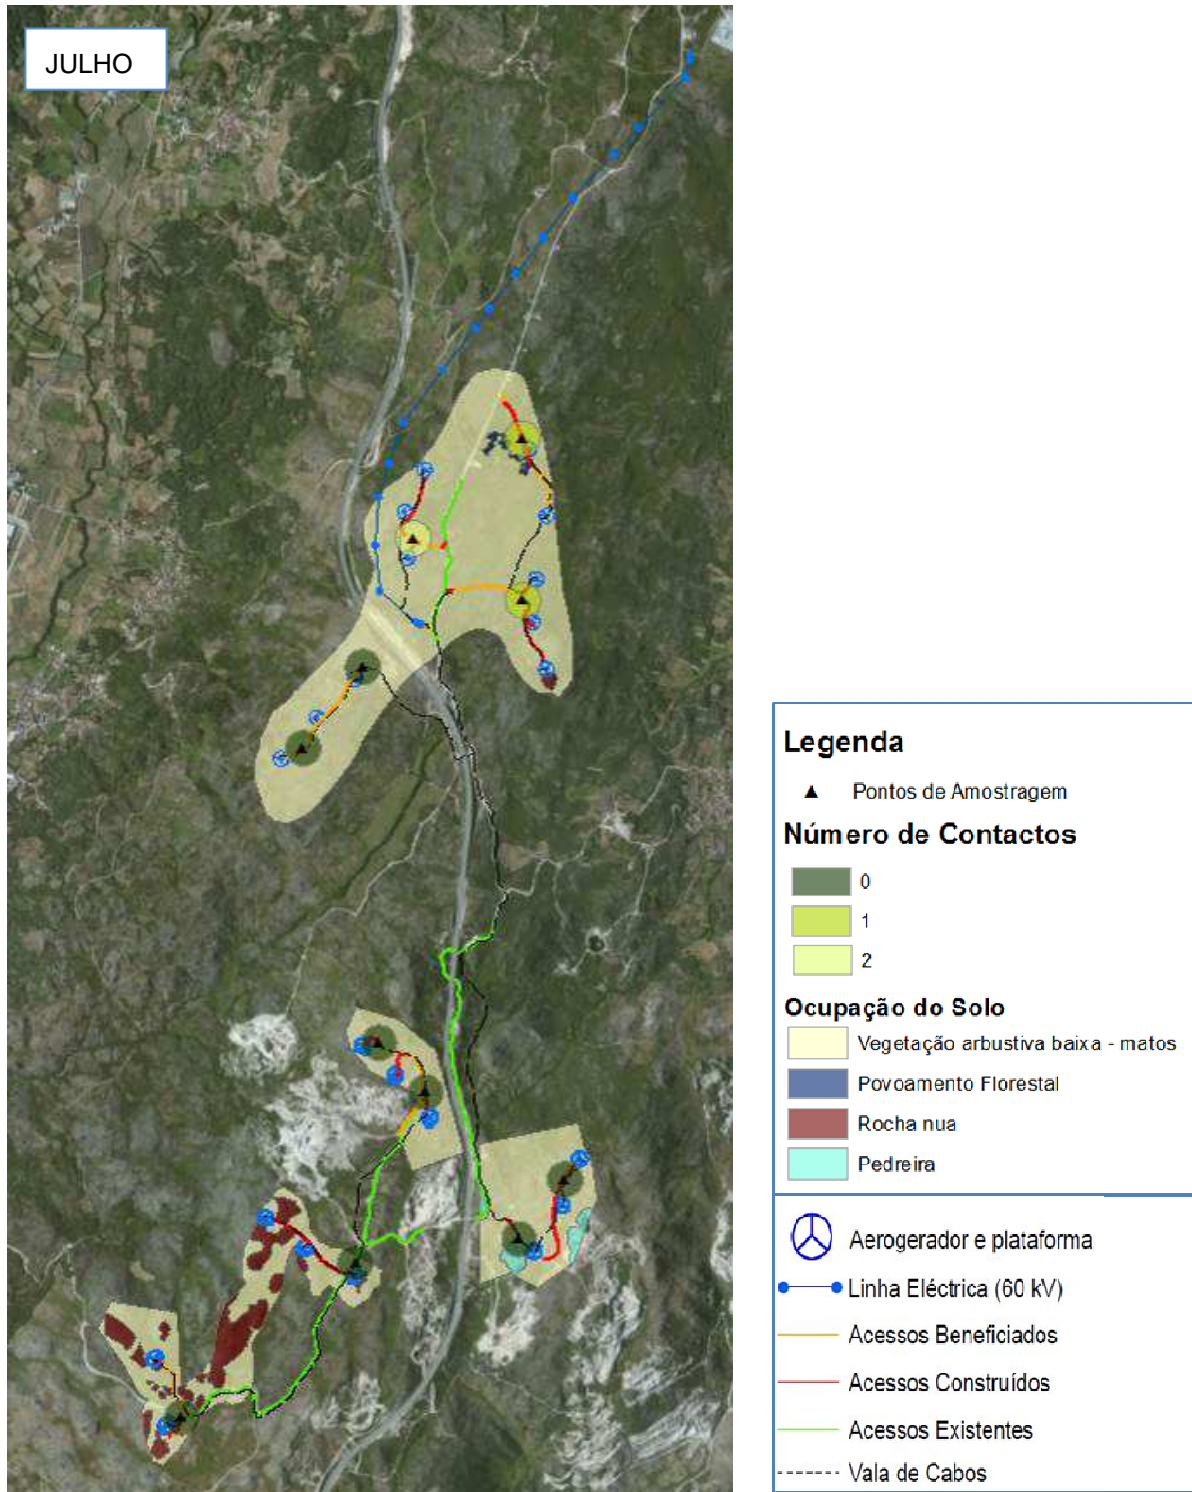 JULHO
Legenda
Pontos de Amostragem
Número de Contactos
0
1
2
Ocupação do Solo
Vegetação arbustiva baixa - matos
Povoamento Florestal
Rocha nua
Pedreira
Aerogerador e plataforma
Linha Eléctrica (60 kV)
Acessos Beneficiados
Acessos Construídos
Acessos Existentes
Vala de Cabos